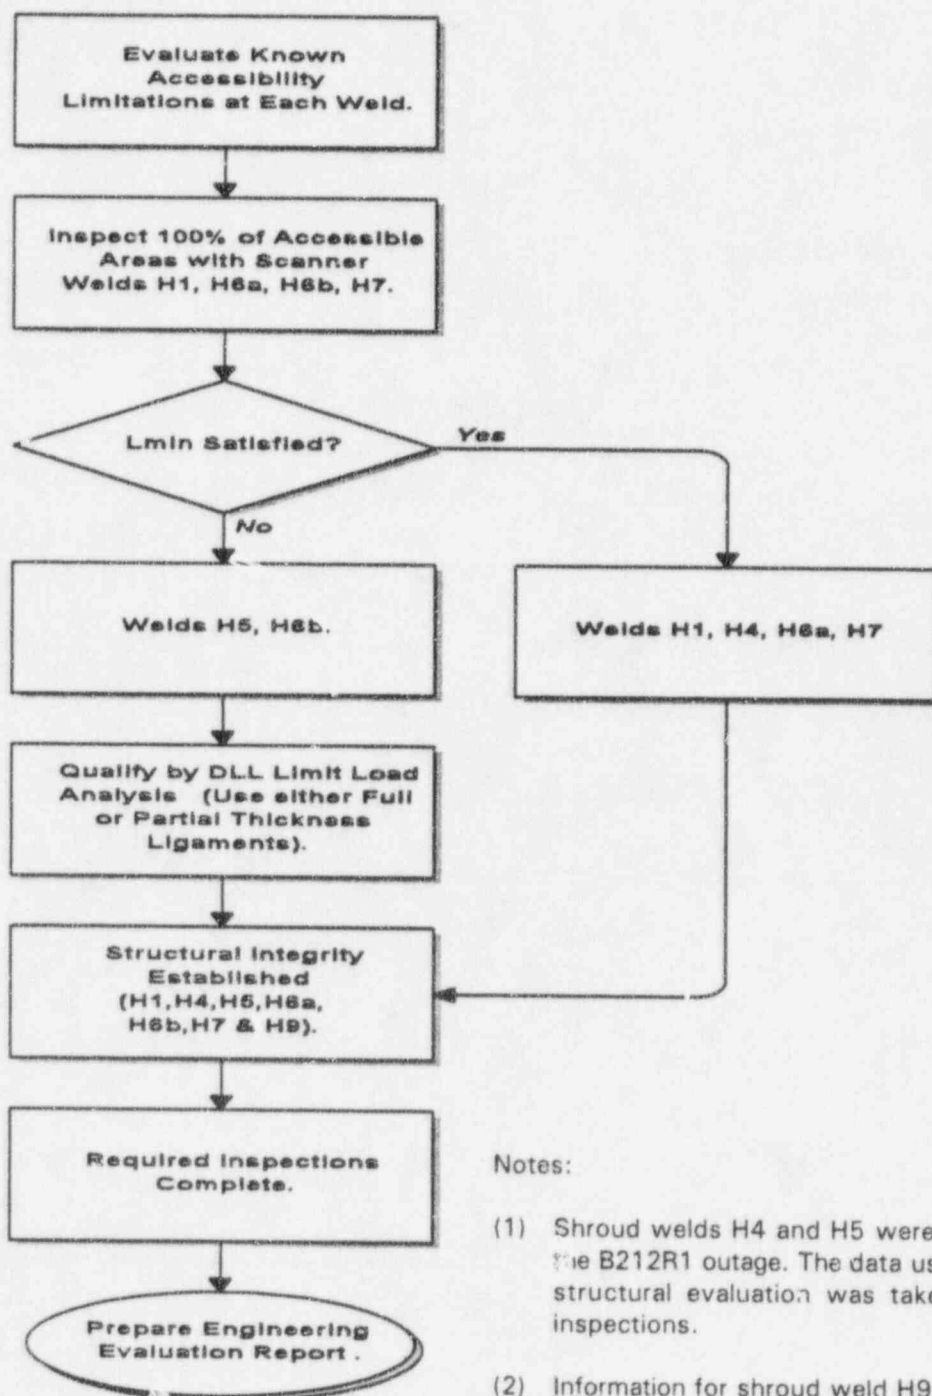 Evaluate Known
Accessibility
Limitations at Each Weld.
Inspect 100% of Accessible
Areas with Scanner
Welds H1, H6a, H6b, H7.
Lmin Satisfied?
Yes
No
Welds H5, H6b.
Welds H1, H4, H6a, H7
Qualify by DLL Limit Load
Analysis (Use either Full
or Partial Thickness
Ligaments).
Structural Integrity
Established
(H1,H4,H5,H6a,
H6b,H7 & H9).
Required Inspections
Complete.
Prepare Engineering
Evaluation Report .
Notes:
(1) Shroud welds H4 and H5 were
B212R1 outage. The data
structural evaluation was
inspections.
(2) Information for shroud weld H9